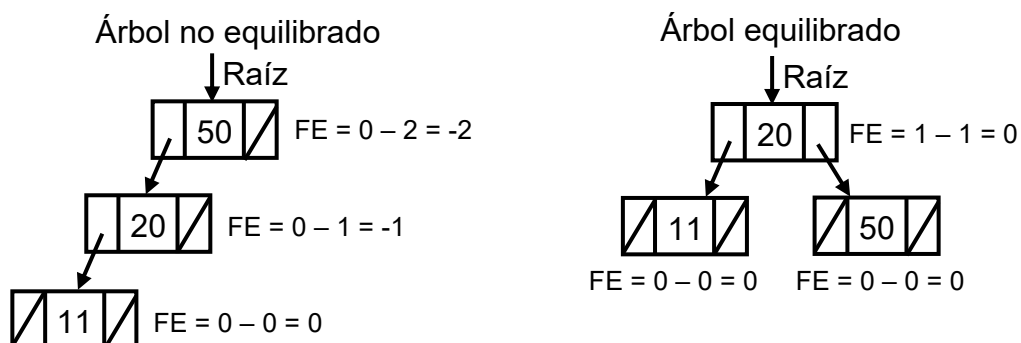 Árbol no equilibrado
Raíz
50
FE = 0 – 2 = -2
20
FE = 0 – 1 = -1
11
FE = 0 – 0 = 0
Árbol equilibrado
Raíz
20
FE = 1 – 1 = 0
11
50
FE = 0 – 0 = 0
FE = 0 – 0 = 0